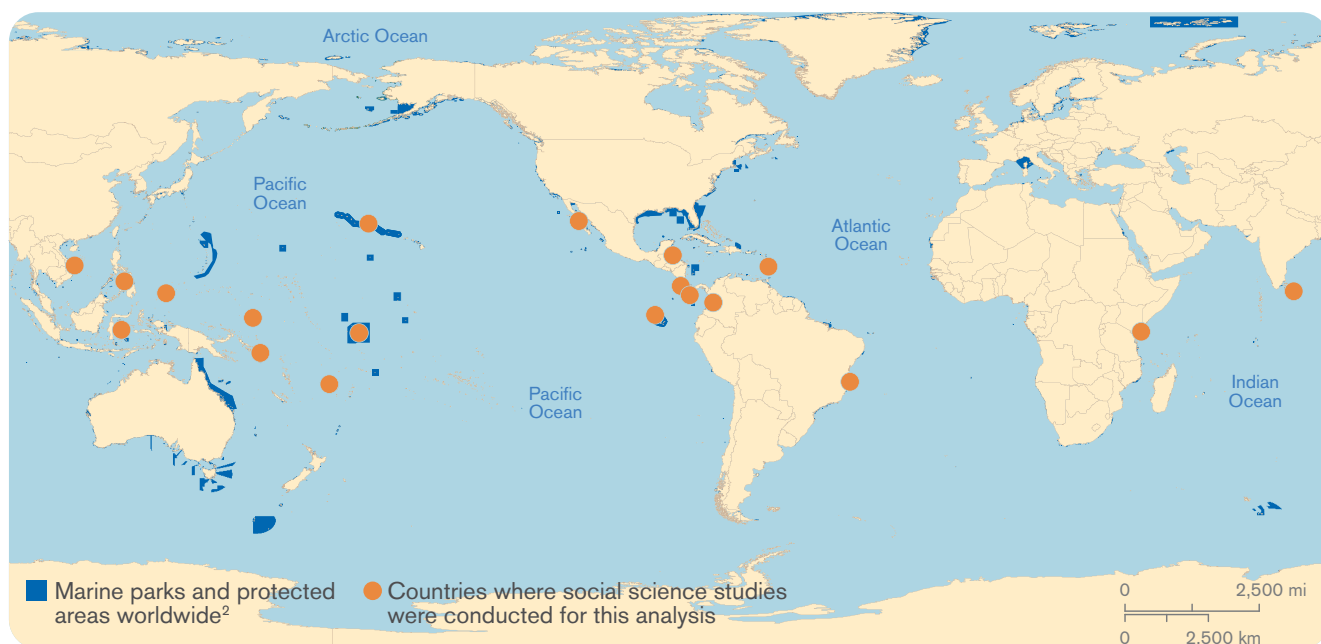 Arctic Ocean
Pacific
Ocean
Atlantic
Ocean
Pacific
Ocean
Indian
Ocean
Marine parks and protected
areas worldwide²
Countries where social science studies
were conducted for this analysis
0 2,500 mi
0 2,500 km